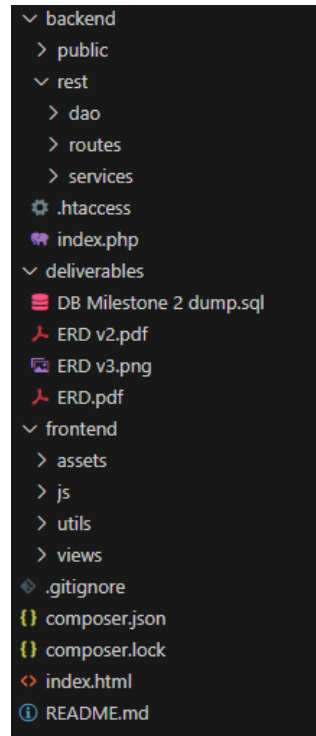 backend
public
rest
dao
routes
services
.htaccess
index.php
deliverables
DB Milestone 2 dump.sql
ERD v2.pdf
ERD v3.png
ERD.pdf
frontend
assets
js
utils
views
.gitignore
composer.json
composer.lock
index.html
README.md